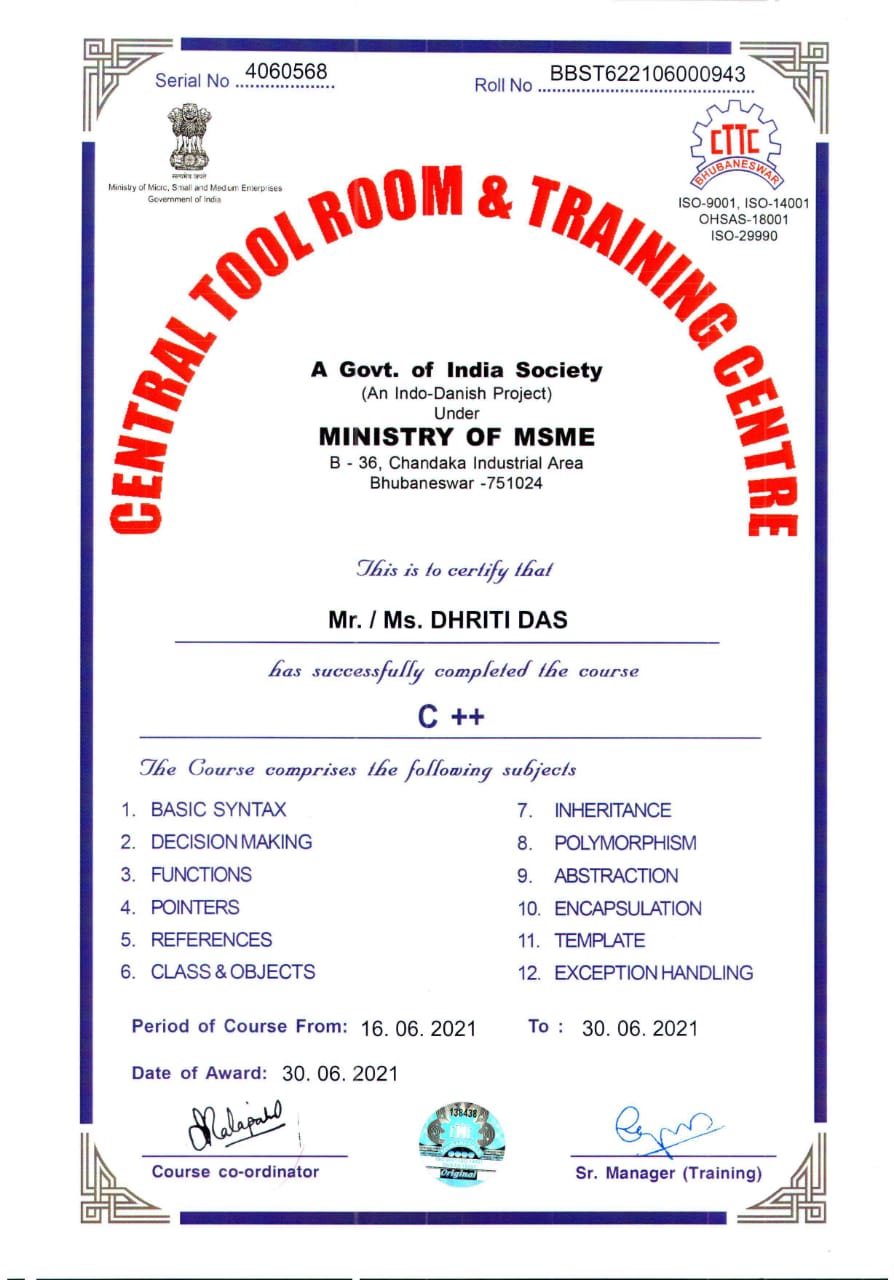 Serial No 4060568
Roll No BBST622106000943
सत्यमेव जयते
Ministry of Micro, Small and Medium Enterprises
Government of India
CTTC
BHUBANESWAR
ISO-9001, ISO-14001
OHSAS-18001
ISO-29990
CENTRAL TOOL ROOM & TRAINING CENTRE
A Govt. of India Society
(An Indo-Danish Project)
Under
MINISTRY OF MSME
B - 36, Chandaka Industrial Area
Bhubaneswar -751024
This is to certify that
Mr. / Ms. DHRITI DAS
has successfully completed the course
C ++
The Course comprises the following subjects
1. BASIC SYNTAX
2. DECISION MAKING
3. FUNCTIONS
4. POINTERS
5. REFERENCES
6. CLASS & OBJECTS
7. INHERITANCE
8. POLYMORPHISM
9. ABSTRACTION
10. ENCAPSULATION
11. TEMPLATE
12. EXCEPTION HANDLING
Period of Course From: 16. 06. 2021 To : 30. 06. 2021
Date of Award: 30. 06. 2021
138438
Original
Course co-ordinator
Sr. Manager (Training)